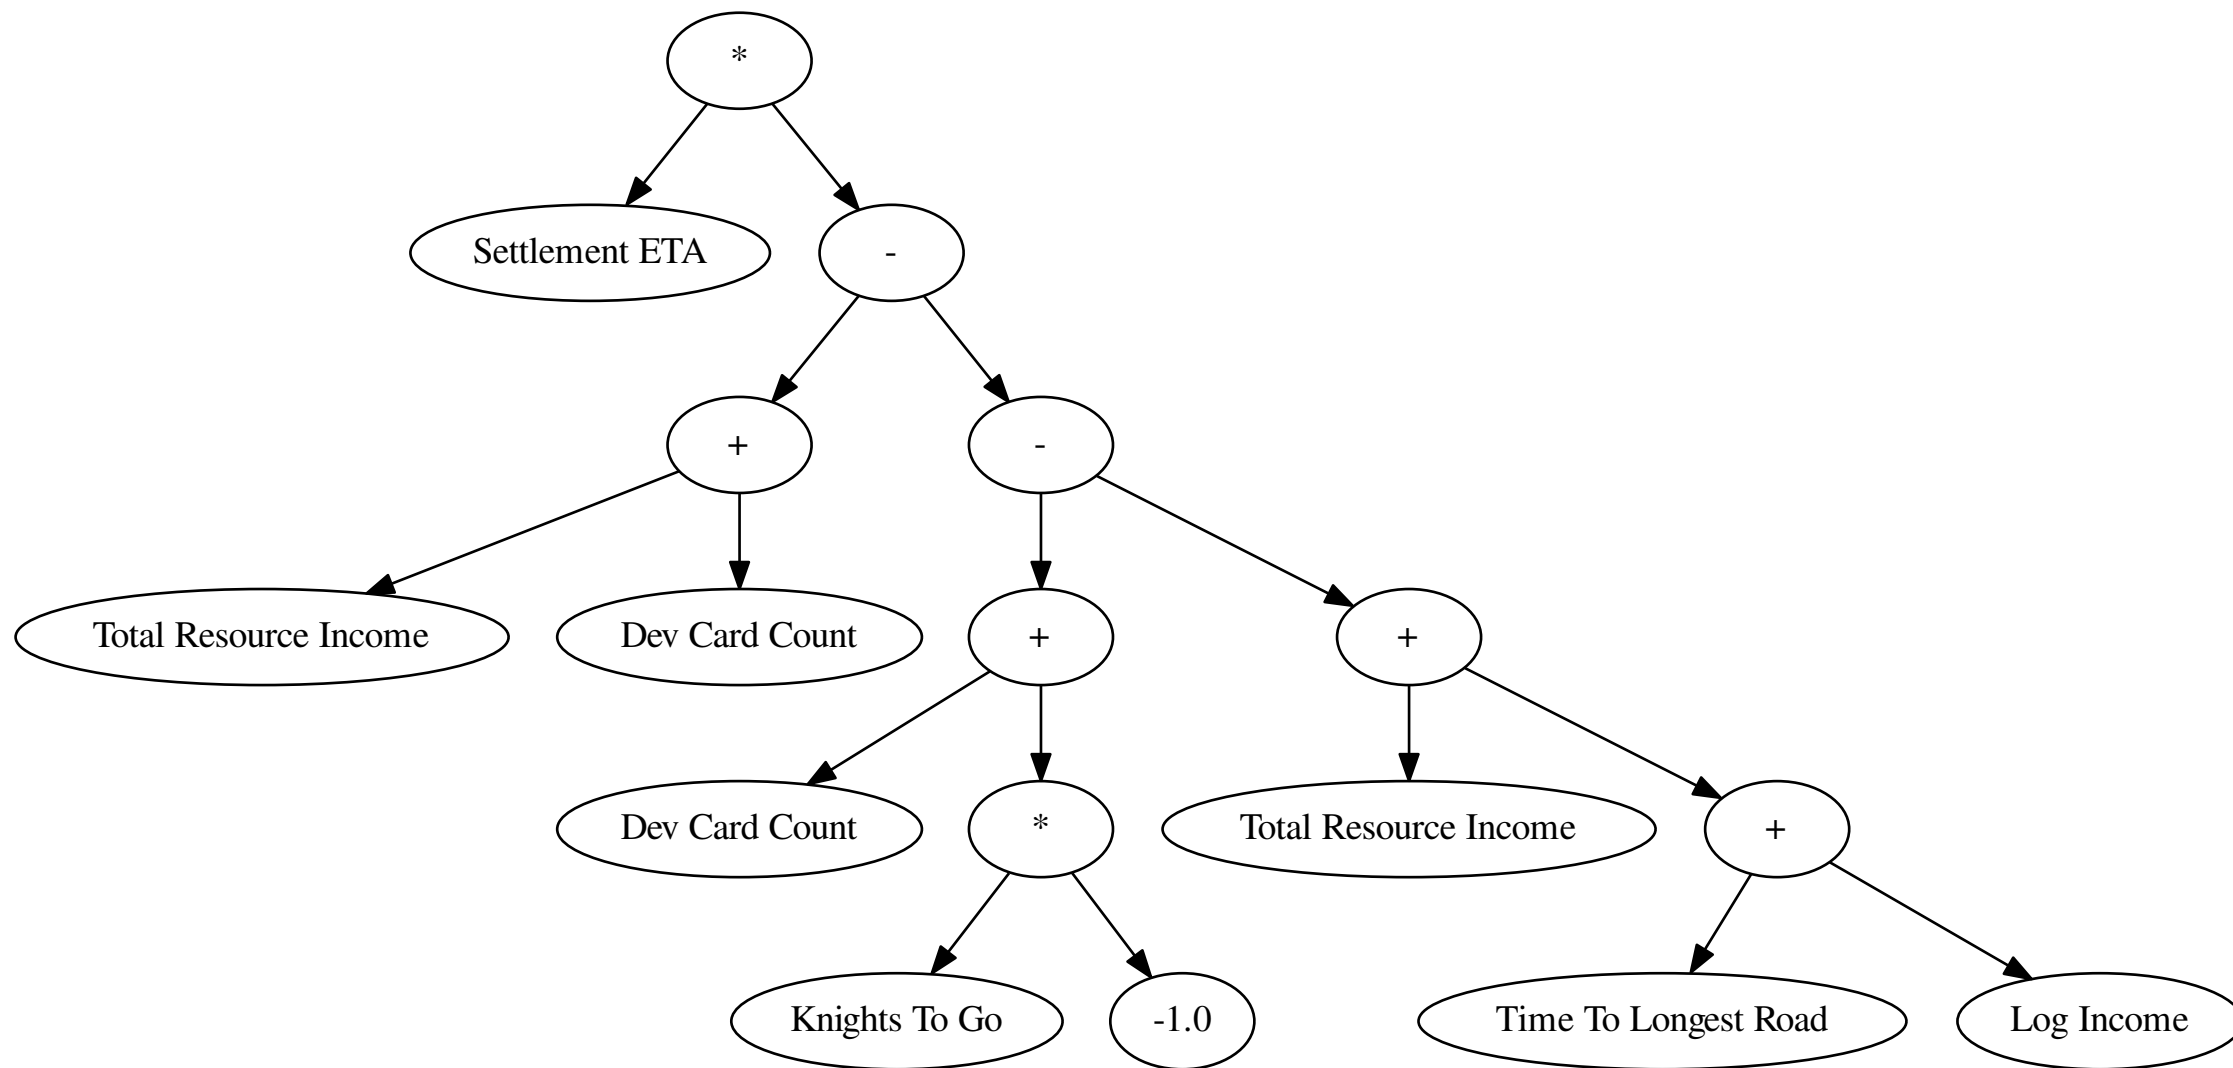 *
Settlement ETA
-
+
-
Total Resource Income
Dev Card Count
+
+
Dev Card Count
*
Total Resource Income
+
Knights To Go
-1.0
Time To Longest Road
Log Income